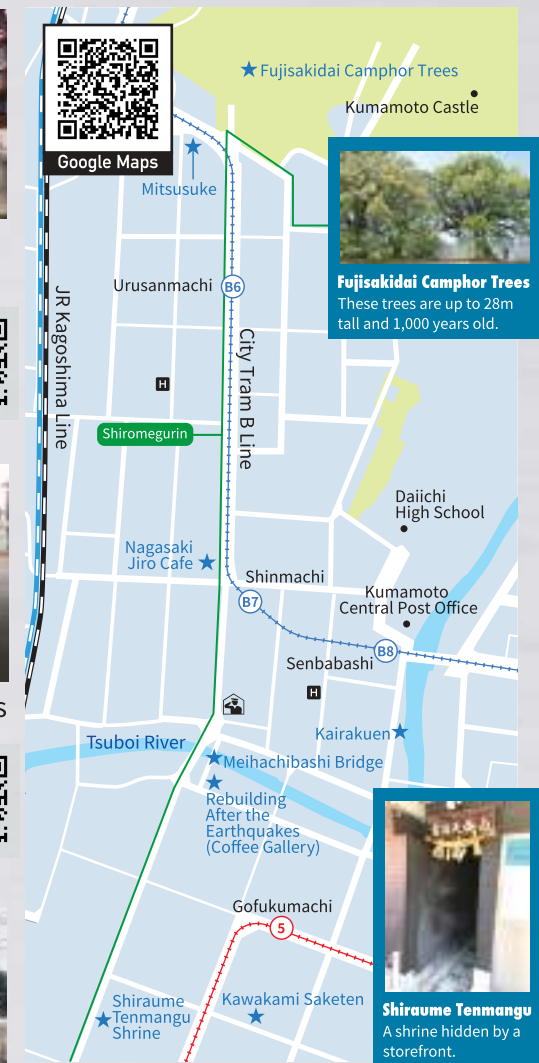 Google Maps
Fujisakidai Camphor Trees
Kumamoto Castle
Mitsusuke
Fujisakidai Camphor Trees
These trees are up to 28m
tall and 1,000 years old.
Urusanmachi
B6
JR Kagoshima Line
City Tram B Line
H
Shiromegurin
Daiichi
High School
Nagasaki
Jiro Cafe
Shinmachi
B7
Kumamoto
Central Post Office
Senbabashi
B8
H
S
Kairakuen
Tsuboi River
Meihachibashi Bridge
Rebuilding
After the
Earthquakes
(Coffee Gallery)
Gofukumachi
5
Shiraume
Tenmangu
Shrine
Kawakami Saketen
Shiraume Tenmangu
A shrine hidden by a
storefront.